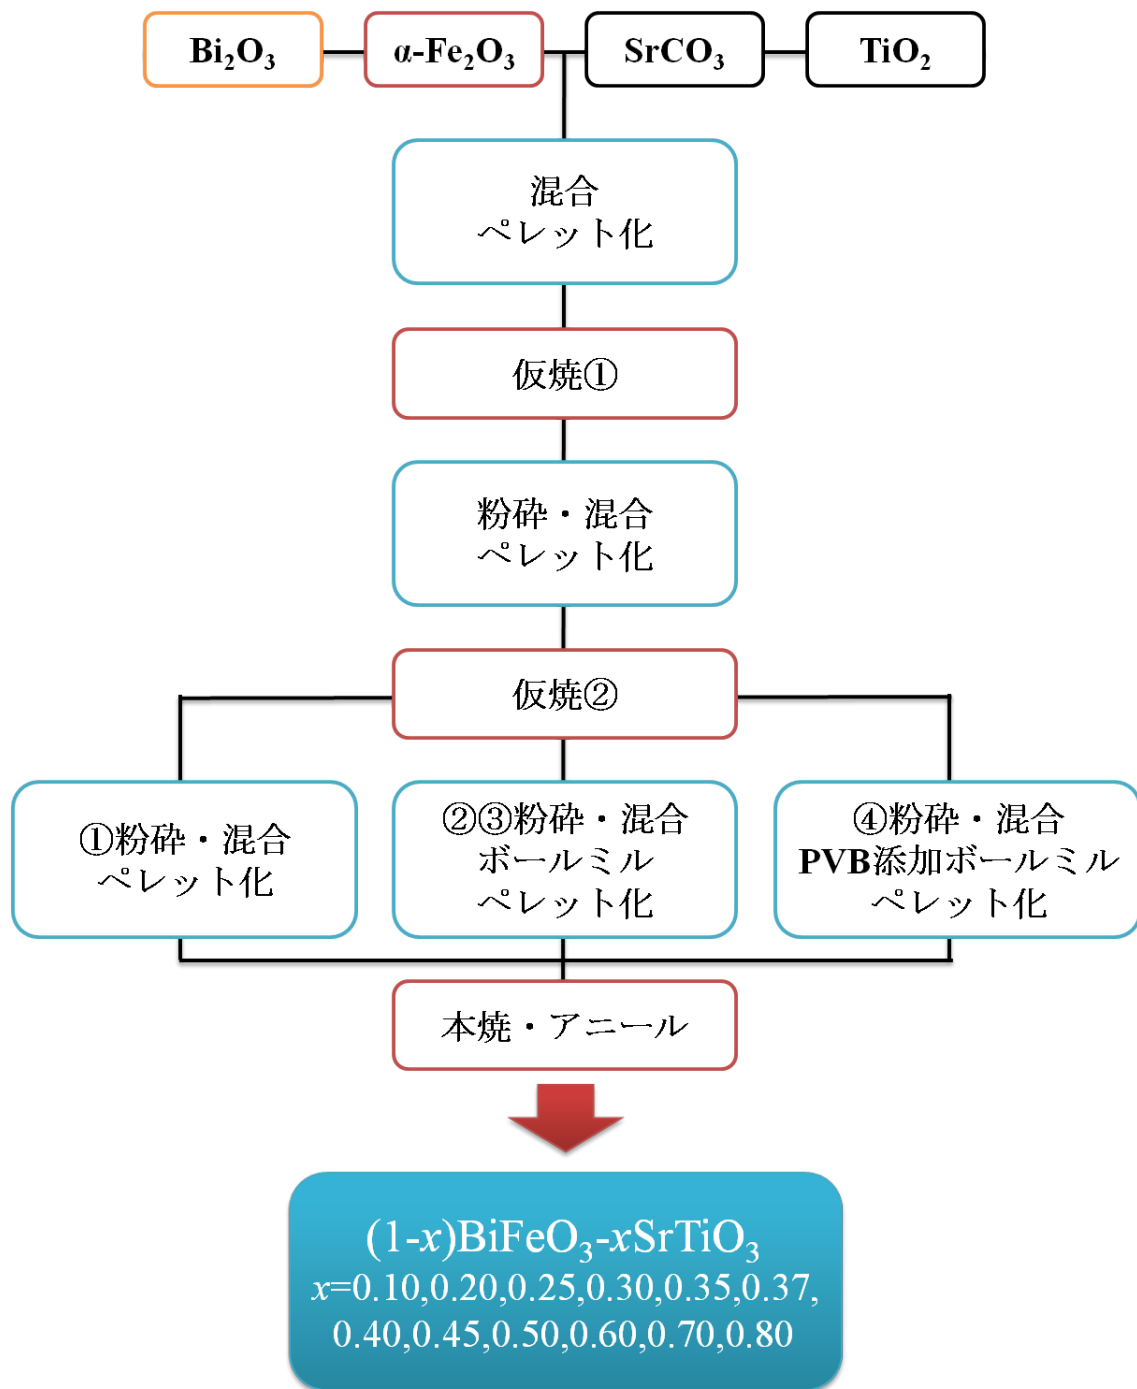 Bi₂O₃ α-Fe₂O₃ SrCO₃ TiO₂
混合
ペレット化
仮焼①
粉砕・混合
ペレット化
仮焼②
①粉砕・混合
ペレット化
②③粉砕・混合
ボールミル
ペレット化
④粉砕・混合
PVB添加ボールミル
ペレット化
本焼・アニール
(1-x)BiFeO₃-xSrTiO₃
x=0.10,0.20,0.25,0.30,0.35,0.37,
0.40,0.45,0.50,0.60,0.70,0.80